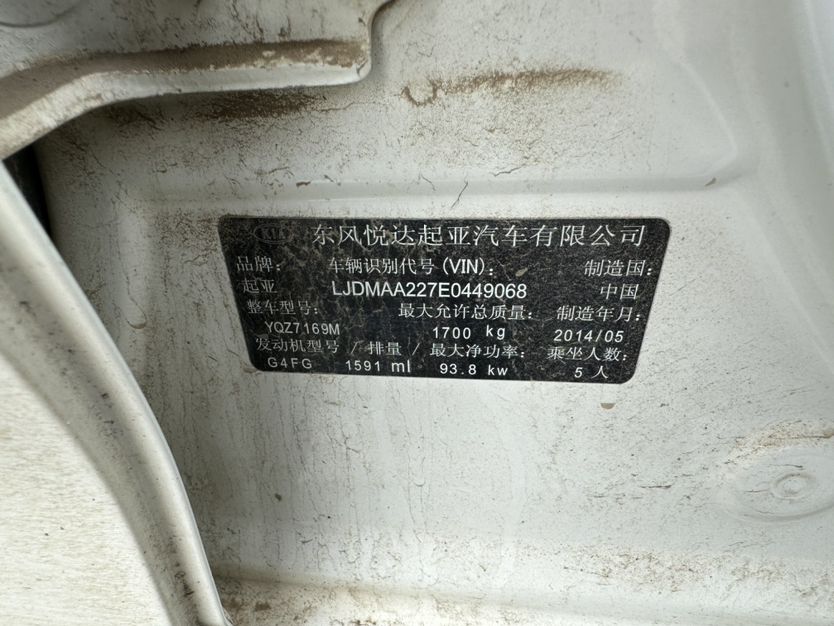 KIA 东风悦达起亚汽车有限公司
品牌: 车辆识别代号 (VIN): 制造国:
起亚 LJDMAA227E0449068 中国
整车型号: 最大允许总质量: 制造年月:
YQZ7169M 1700 kg 2014/05
发动机型号 / 排量 / 最大净功率: 乘坐人数:
G4FG 1591 ml 93.8 kw 5 人